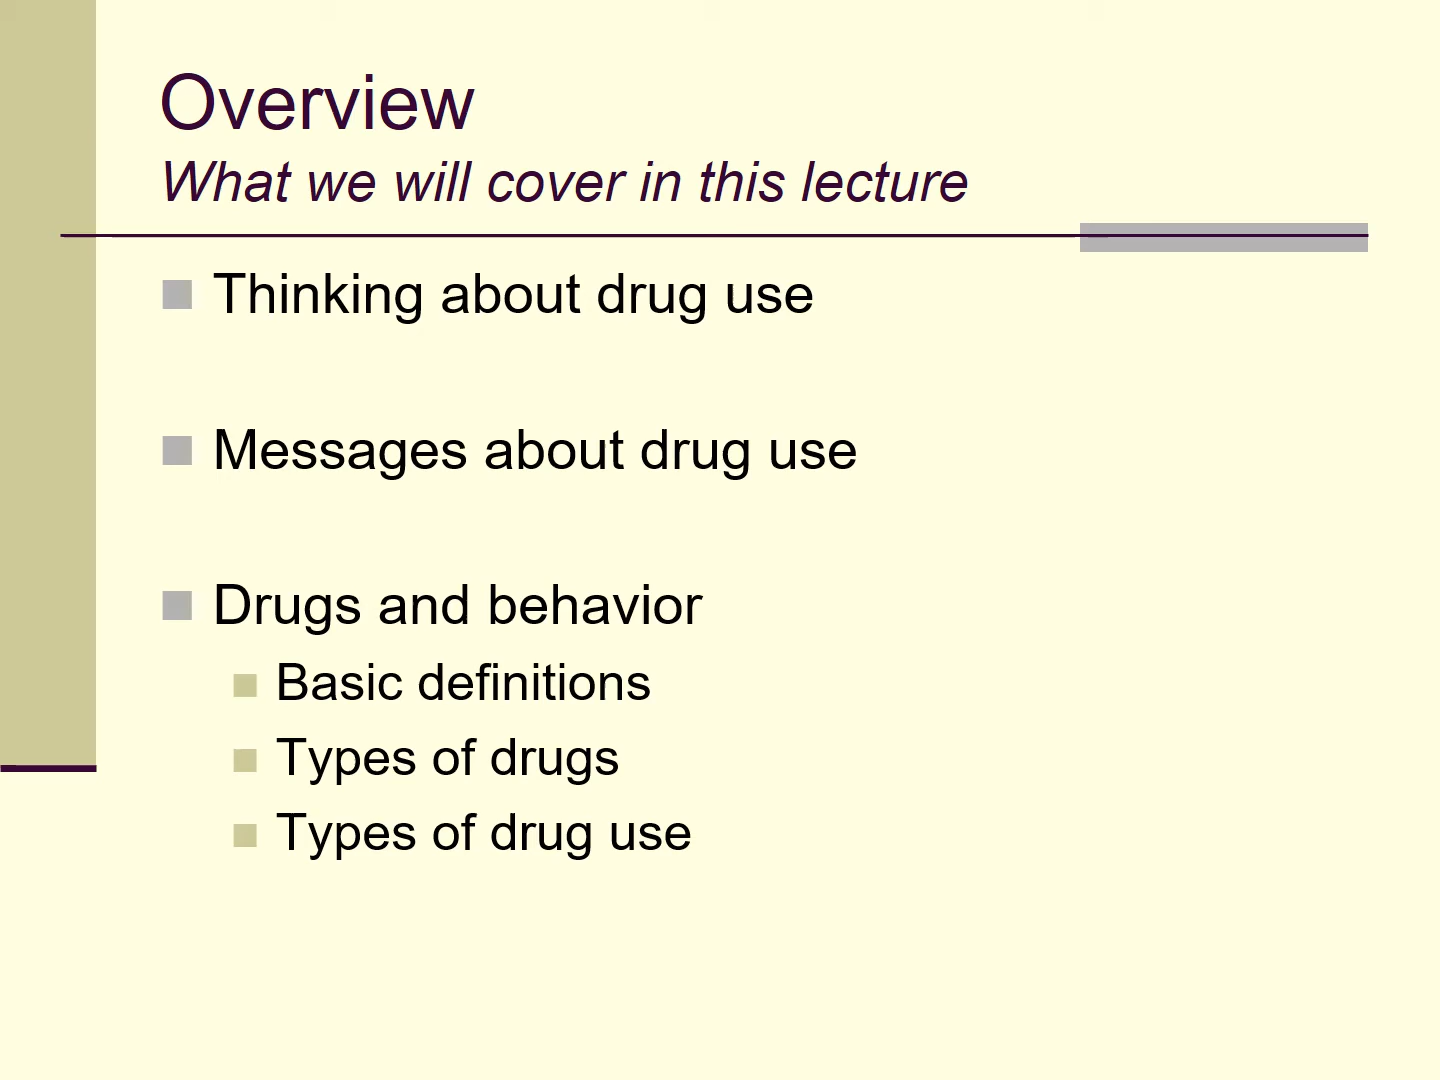 Overview
What we will cover in this lecture
Thinking about drug use
Messages about drug use
Drugs and behavior
Basic definitions
Types of drugs
Types of drug use